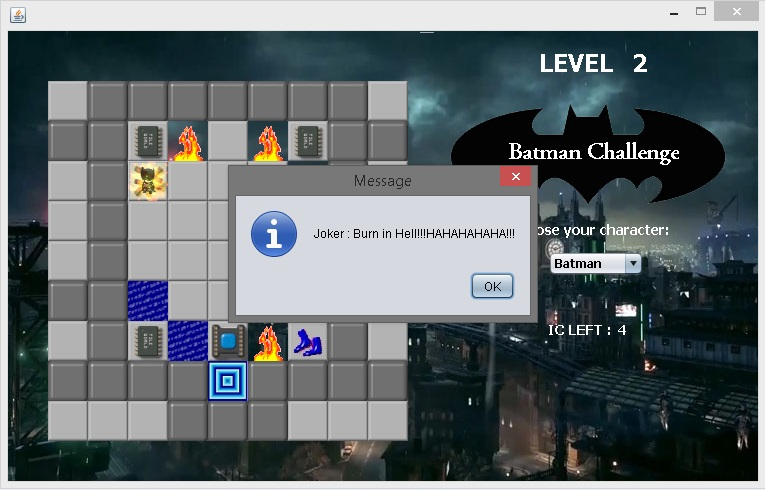 LEVEL 2
Batman Challenge
Message
Joker : Burn in Hell!!!HAHAHAHAHA!!!
ose your character:
Batman
OK
IC LEFT : 4